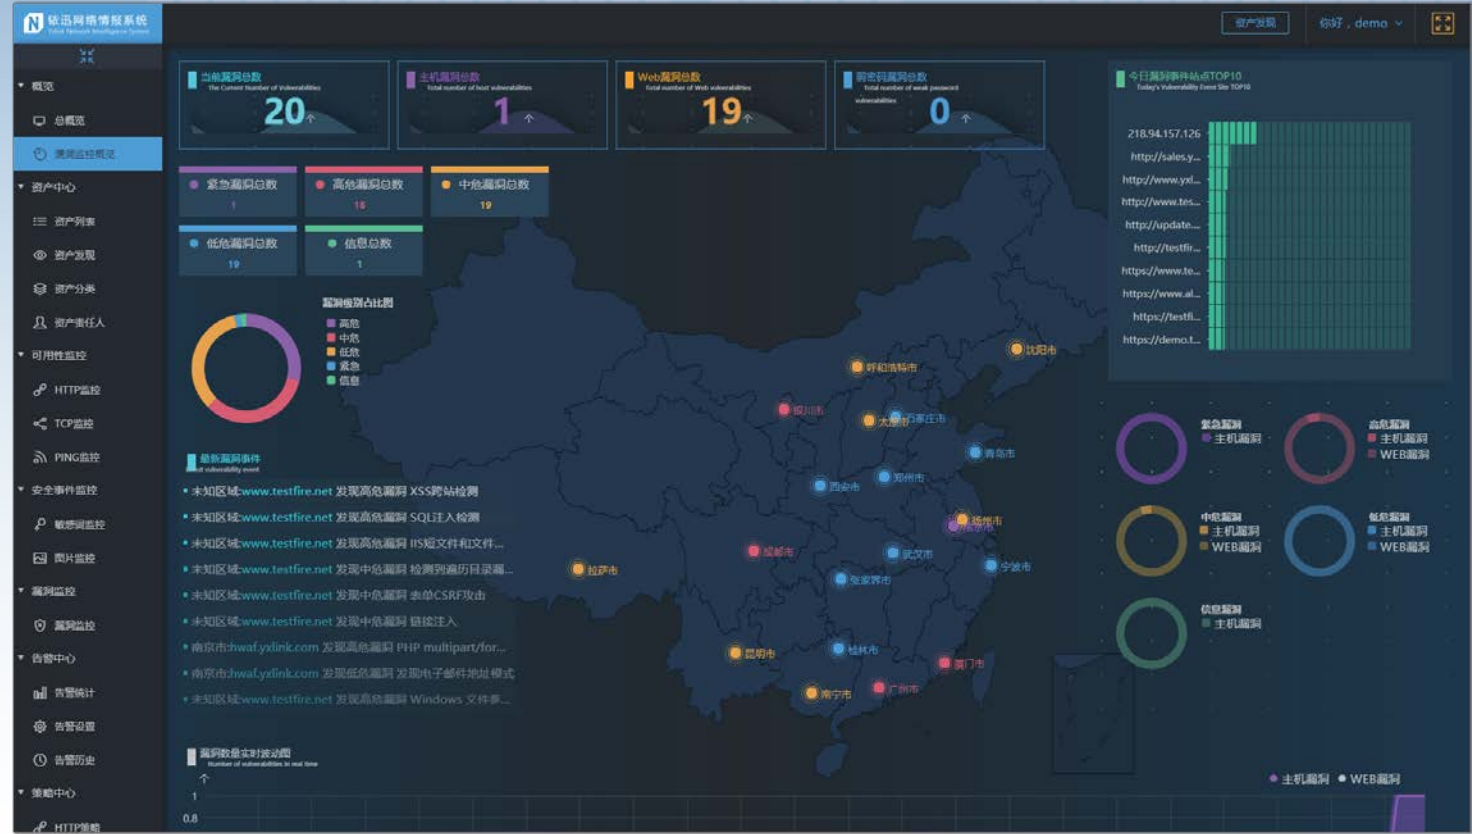 铱迅网络情报系统
Yxlink Network Intelligence System
资产发现
你好，demo
概览
总概览
漏洞监控概览
资产中心
资产列表
资产发现
资产分类
资产责任人
可用性监控
HTTP监控
TCP监控
PING监控
安全事件监控
敏感词监控
图片监控
漏洞监控
漏洞监控
告警中心
告警统计
告警设置
告警历史
策略中心
HTTP策略
当前漏洞总数
The Current Number of Vulnerabilities
20个
主机漏洞总数
Total number of host vulnerabilities
1个
Web漏洞总数
Total number of Web vulnerabilities
19个
弱密码漏洞总数
Total number of weak password
vulnerabilities
0个
紧急漏洞总数
1
高危漏洞总数
中危漏洞总数
19
低危漏洞总数
19
信息总数
1
漏洞级别占比图
高危
中危
低危
紧急
信息
最新漏洞事件
vulnerability event
未知区域:www.testfire.net 发现高危漏洞 XSS跨站检测
未知区域:www.testfire.net 发现高危漏洞 SQL注入检测
未知区域:www.testfire.net 发现高危漏洞 IIS短文件和文件...
未知区域:www.testfire.net 发现中危漏洞 检测到遍历目录漏...
未知区域:www.testfire.net 发现中危漏洞 表单CSRF攻击
未知区域:www.testfire.net 发现中危漏洞 链接注入
南京市:hwaf.yxlink.com 发现高危漏洞 PHP multipart/for...
南京市:hwaf.yxlink.com 发现低危漏洞 发现电子邮件地址模式
未知区域:www.testfire.net 发现高危漏洞 Windows 文件参...
沈阳市
呼和浩特市
银川市
太原市
石家庄市
青岛市
郑州市
西安市
扬州市
成都市
武汉市
宁波市
拉萨市
张家界市
昆明市
桂林市
厦门市
南宁市
广州市
今日漏洞事件站点TOP10
Today's Vulnerability Event Site TOP10
218.94.157.126
http://sales.y...
http://www.yxl...
http://www.tes...
http://update....
http://testfir...
https://www.te...
https://www.al...
https://testfi...
https://demo.t...
紧急漏洞
主机漏洞
高危漏洞
主机漏洞
WEB漏洞
中危漏洞
主机漏洞
WEB漏洞
低危漏洞
主机漏洞
WEB漏洞
信息漏洞
主机漏洞
漏洞数量实时波动图
Number of vulnerabilities in real time
个
主机漏洞 WEB漏洞
1
0.8